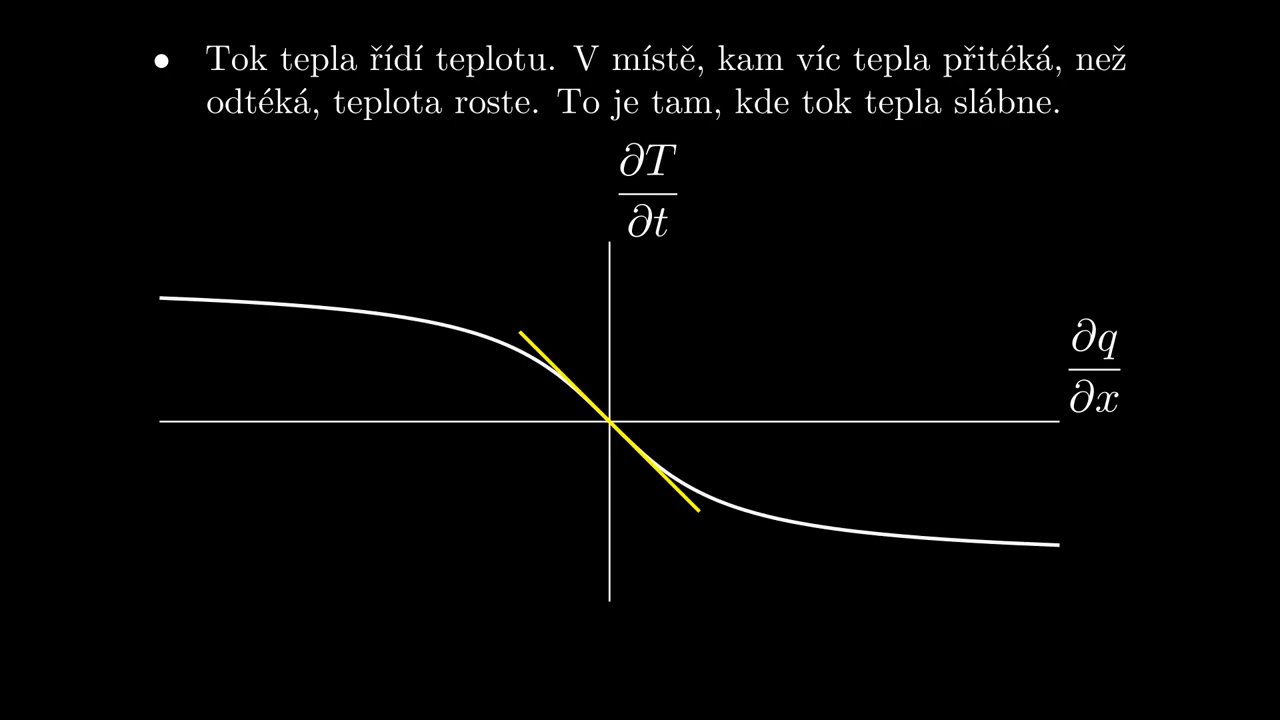 • Tok tepla řídí teplotu. V místě, kam víc tepla přitéká, než
odtéká, teplota roste. To je tam, kde tok tepla slábne.
∂T
∂t
∂q
∂x